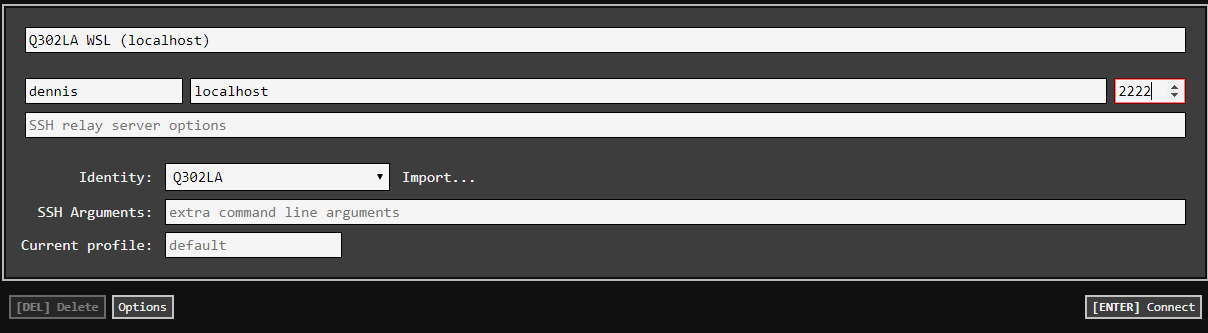 Q302LA WSL (localhost)
dennis localhost 2222
SSH relay server options
Identity: Q302LA Import...
SSH Arguments: extra command line arguments
Current profile: default
[DEL] Delete Options [ENTER] Connect